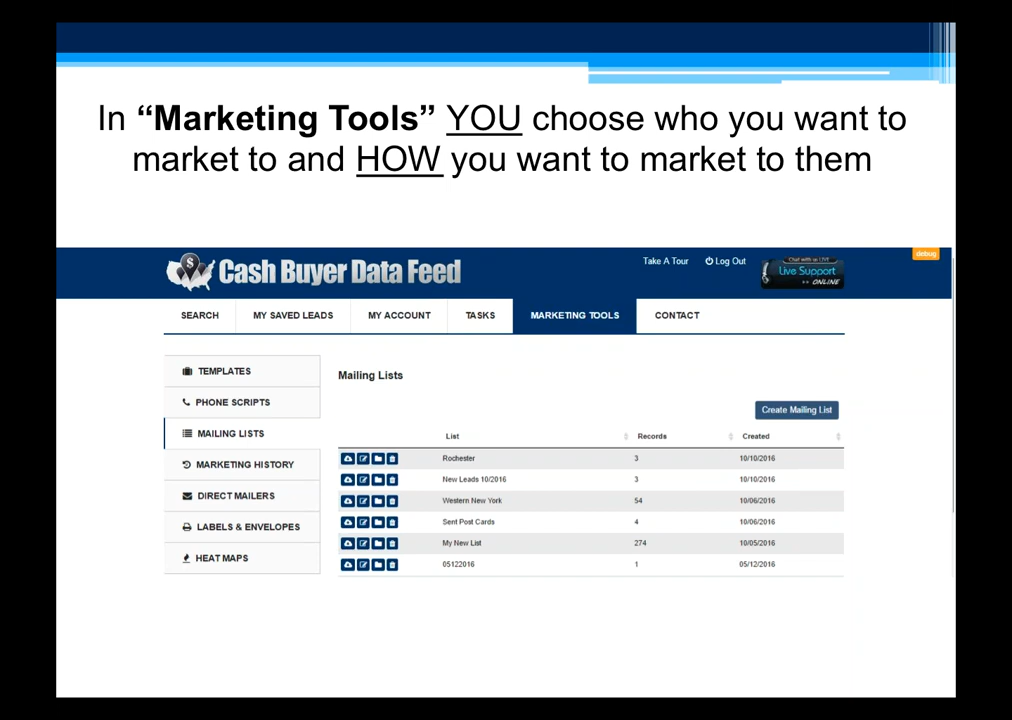 In “Marketing Tools” YOU choose who you want to
market to and HOW you want to market to them
Cash Buyer Data Feed
Take A Tour
Log Out
Chat with us LIVE
Live Support
>> ONLINE
debug
SEARCH
MY SAVED LEADS
MY ACCOUNT
TASKS
MARKETING TOOLS
CONTACT
TEMPLATES
PHONE SCRIPTS
MAILING LISTS
MARKETING HISTORY
DIRECT MAILERS
LABELS & ENVELOPES
HEAT MAPS
Mailing Lists
Create Mailing List
List Records Created
Rochester 3 10/10/2016
New Leads 10/2016 3 10/10/2016
Western New York 54 10/06/2016
Sent Post Cards 4 10/06/2016
My New List 274 10/05/2016
05122016 1 05/12/2016